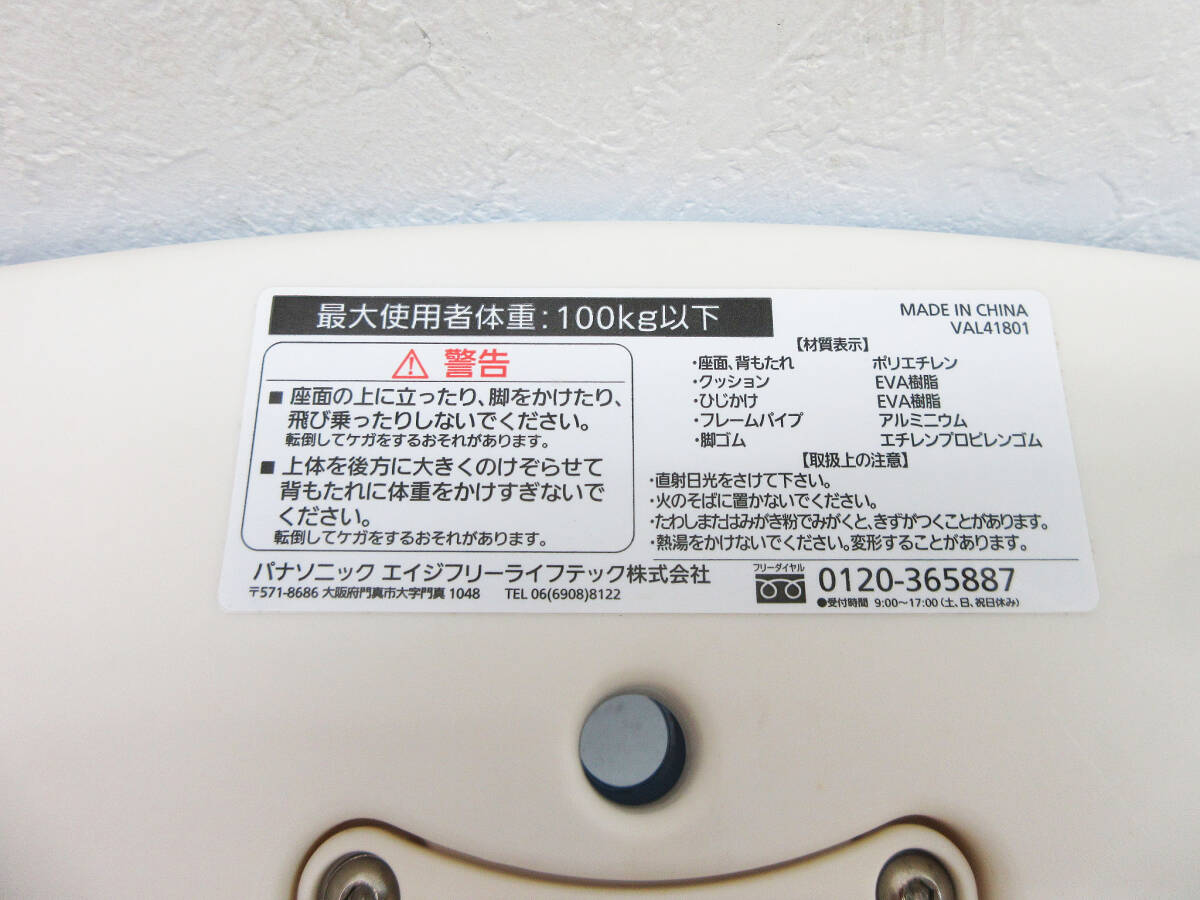 最大使用者体重:100kg以下
⚠ 警告
■ 座面の上に立ったり、脚をかけたり、
飛び乗ったりしないでください。
転倒してケガをするおそれがあります。
■ 上体を後方に大きくのけぞらせて
背もたれに体重をかけすぎないで
ください。
転倒してケガをするおそれがあります。
MADE IN CHINA
VAL41801
【材質表示】
・座面、背もたれ ポリエチレン
・クッション EVA樹脂
・ひじかけ EVA樹脂
・フレームパイプ アルミニウム
・脚ゴム エチレンプロピレンゴム
【取扱上の注意】
・直射日光をさけて下さい。
・火のそばに置かないでください。
・たわしまたはみがき粉でみがくと、きずがつくことがあります。
・熱湯をかけないでください。変形することがあります。
パナソニック エイジフリーライフテック株式会社
〒571-8686 大阪府門真市大字門真 1048 TEL 06(6908)8122
フリーダイヤル
0120-365887
●受付時間 9:00〜17:00(土、日、祝日休み)